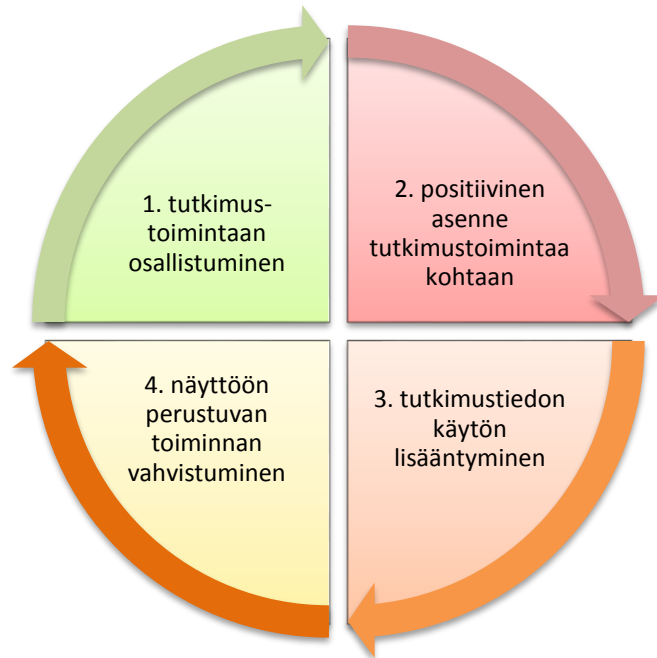 1. tutkimus-
toimintaan
osallistuminen
2. positiivinen
asenne
tutkimustoimintaa
kohtaan
3. tutkimustiedon
käytön
lisääntyminen
4. näyttöön
perustuvan
toiminnan
vahvistuminen